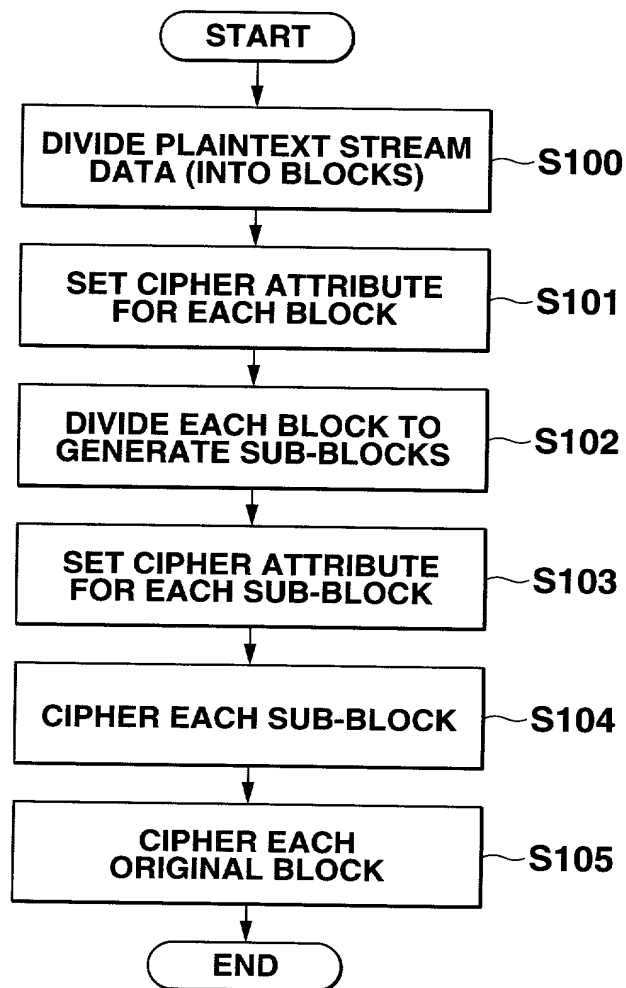 START
DIVIDE PLAINTEXT STREAM
DATA (INTO BLOCKS)
S100
SET CIPHER ATTRIBUTE
FOR EACH BLOCK
S101
DIVIDE EACH BLOCK TO
GENERATE SUB-BLOCKS
S102
SET CIPHER ATTRIBUTE
FOR EACH SUB-BLOCK
S103
CIPHER EACH SUB-BLOCK
S104
CIPHER EACH
ORIGINAL BLOCK
S105
END